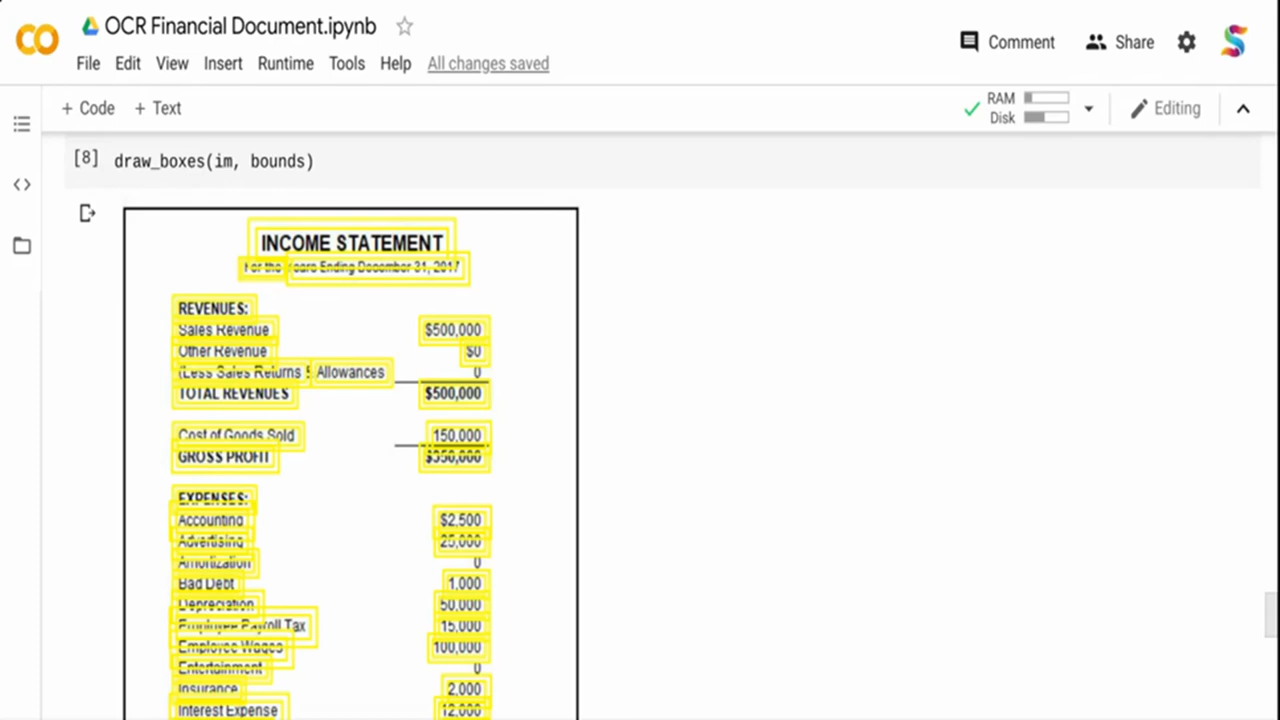 OCR Financial Document.ipynb
Comment
Share
File Edit View Insert Runtime Tools Help All changes saved
+ Code + Text
RAM
Disk
Editing
[8] draw_boxes(im, bounds)
INCOME STATEMENT
For the Years Ending December 31, 2017
REVENUES:
Sales Revenue $500,000
Other Revenue $0
(Less Sales Returns Allowances 0
TOTAL REVENUES $500,000
Cost of Goods Sold 150,000
GROSS PROFIT $350,000
EXPENSES:
Accounting $2,500
Advertising 25,000
Amortization 0
Bad Debt 1,000
Depreciation 50,000
Employee Payroll Tax 15,000
Employee Wages 100,000
Entertainment 0
Insurance 2,000
Interest Expense 12,000